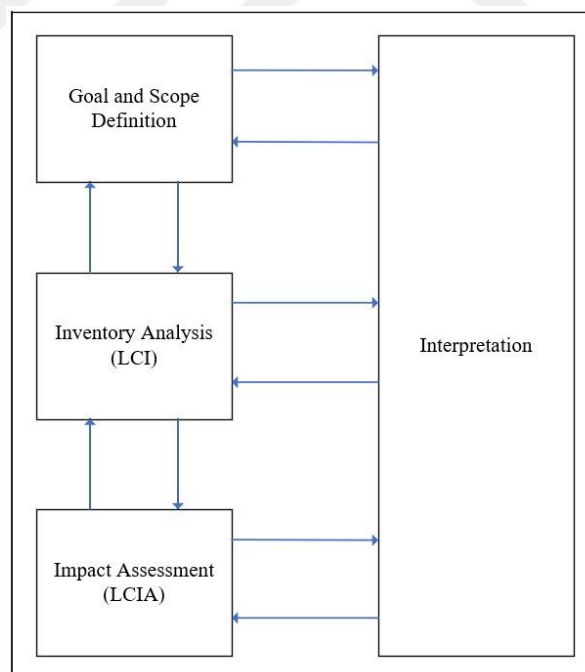 Goal and Scope
Definition
Inventory Analysis
(LCI)
Interpretation
Impact Assessment
(LCIA)